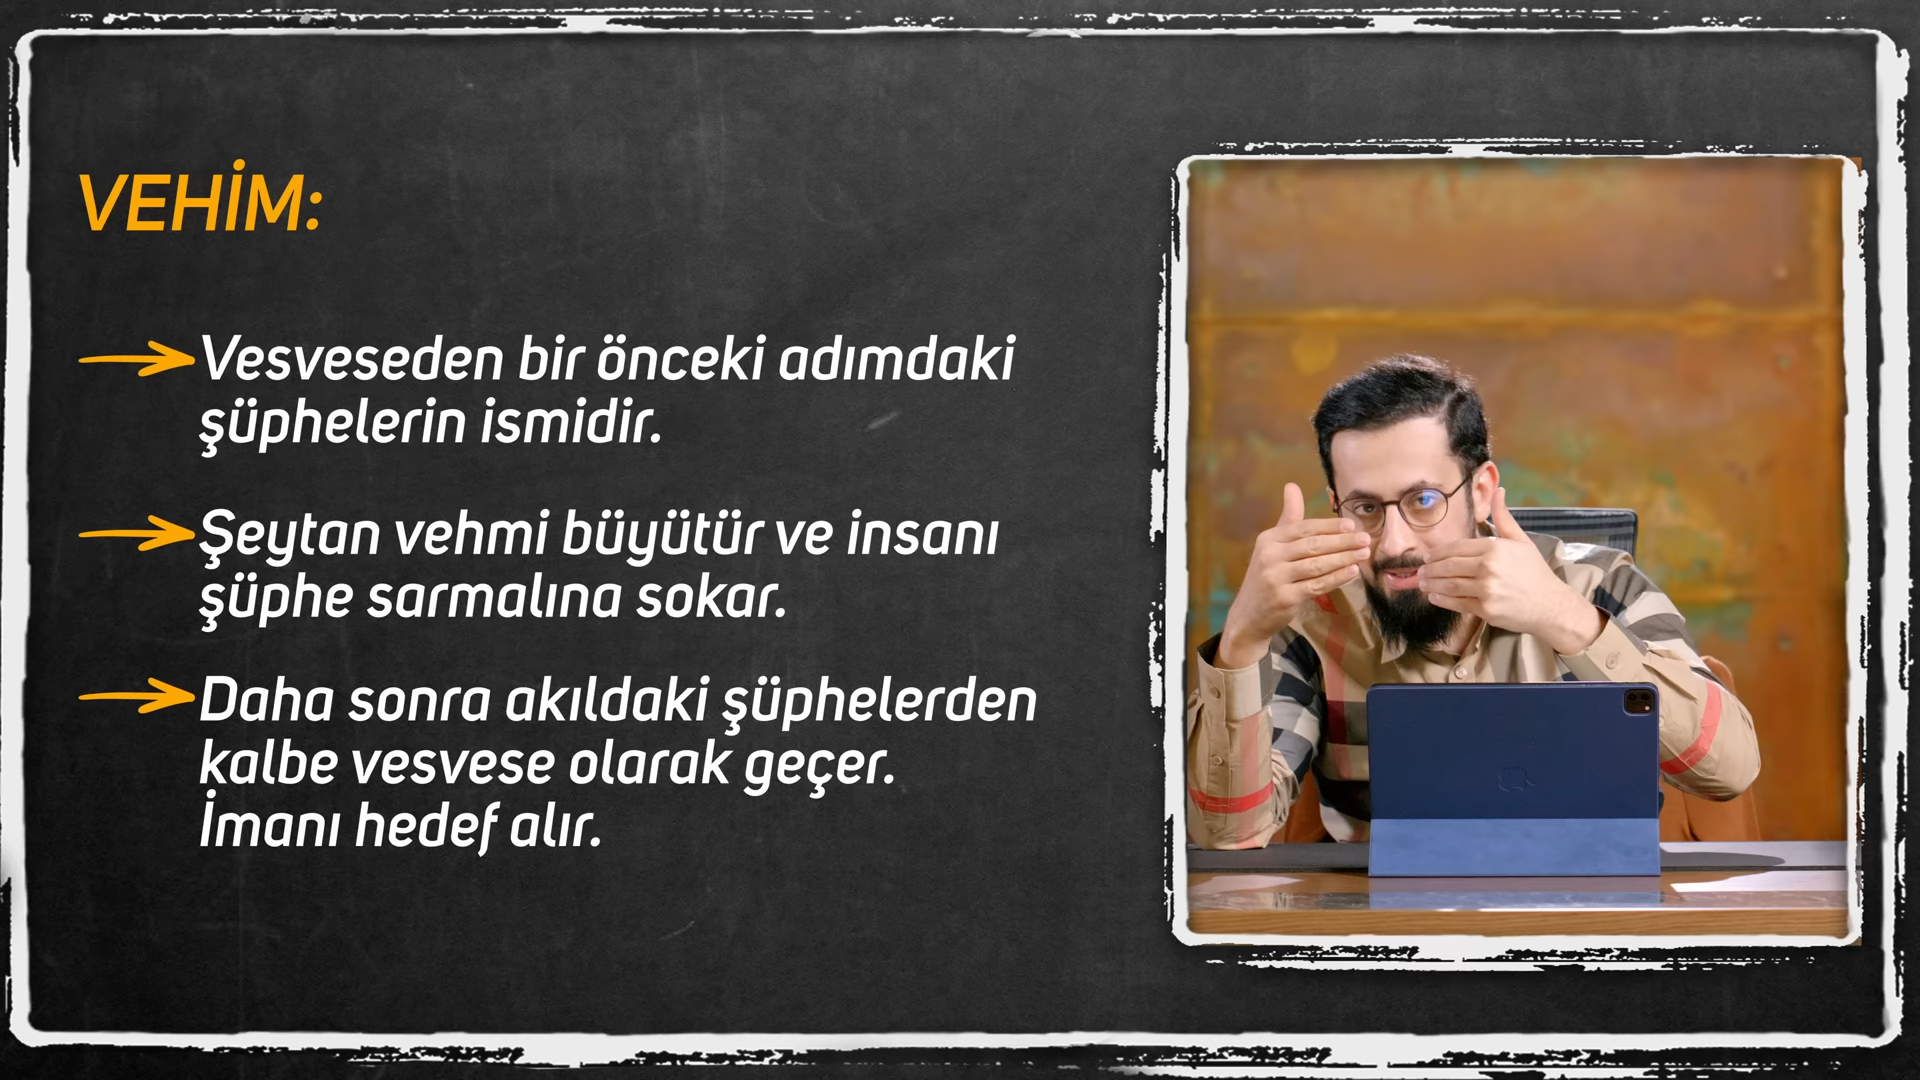 VEHİM:
Vesveseden bir önceki adımdaki
şüphelerin ismidir.
Şeytan vehmi büyütür ve insanı
şüphe sarmalına sokar.
Daha sonra akıldaki şüphelerden
kalbe vesvese olarak geçer.
İmanı hedef alır.